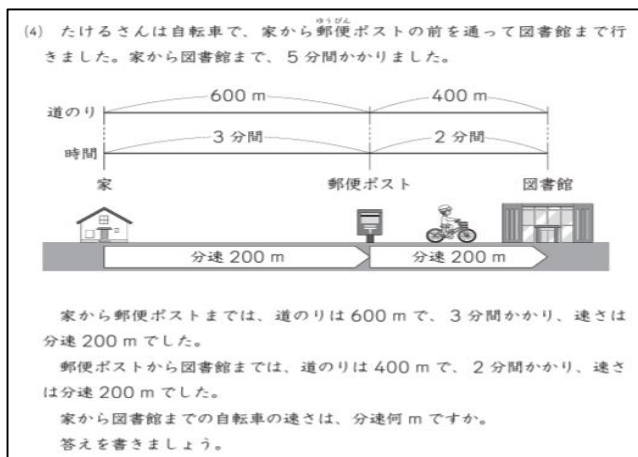 (4) たけるさんは自転車で、家から郵便ポストの前を通って図書館まで行
ゆうびん
きました。家から図書館まで、5分間かかりました。
600 m 400 m
道のり
3分間 2分間
時間
家 郵便ポスト 図書館
分速 200 m 分速 200 m
家から郵便ポストまでは、道のりは 600 m で、3分間かかり、速さは
分速 200 m でした。
郵便ポストから図書館までは、道のりは 400 m で、2分間かかり、速さ
は分速 200 m でした。
家から図書館までの自転車の速さは、分速何 m ですか。
答えを書きましょう。